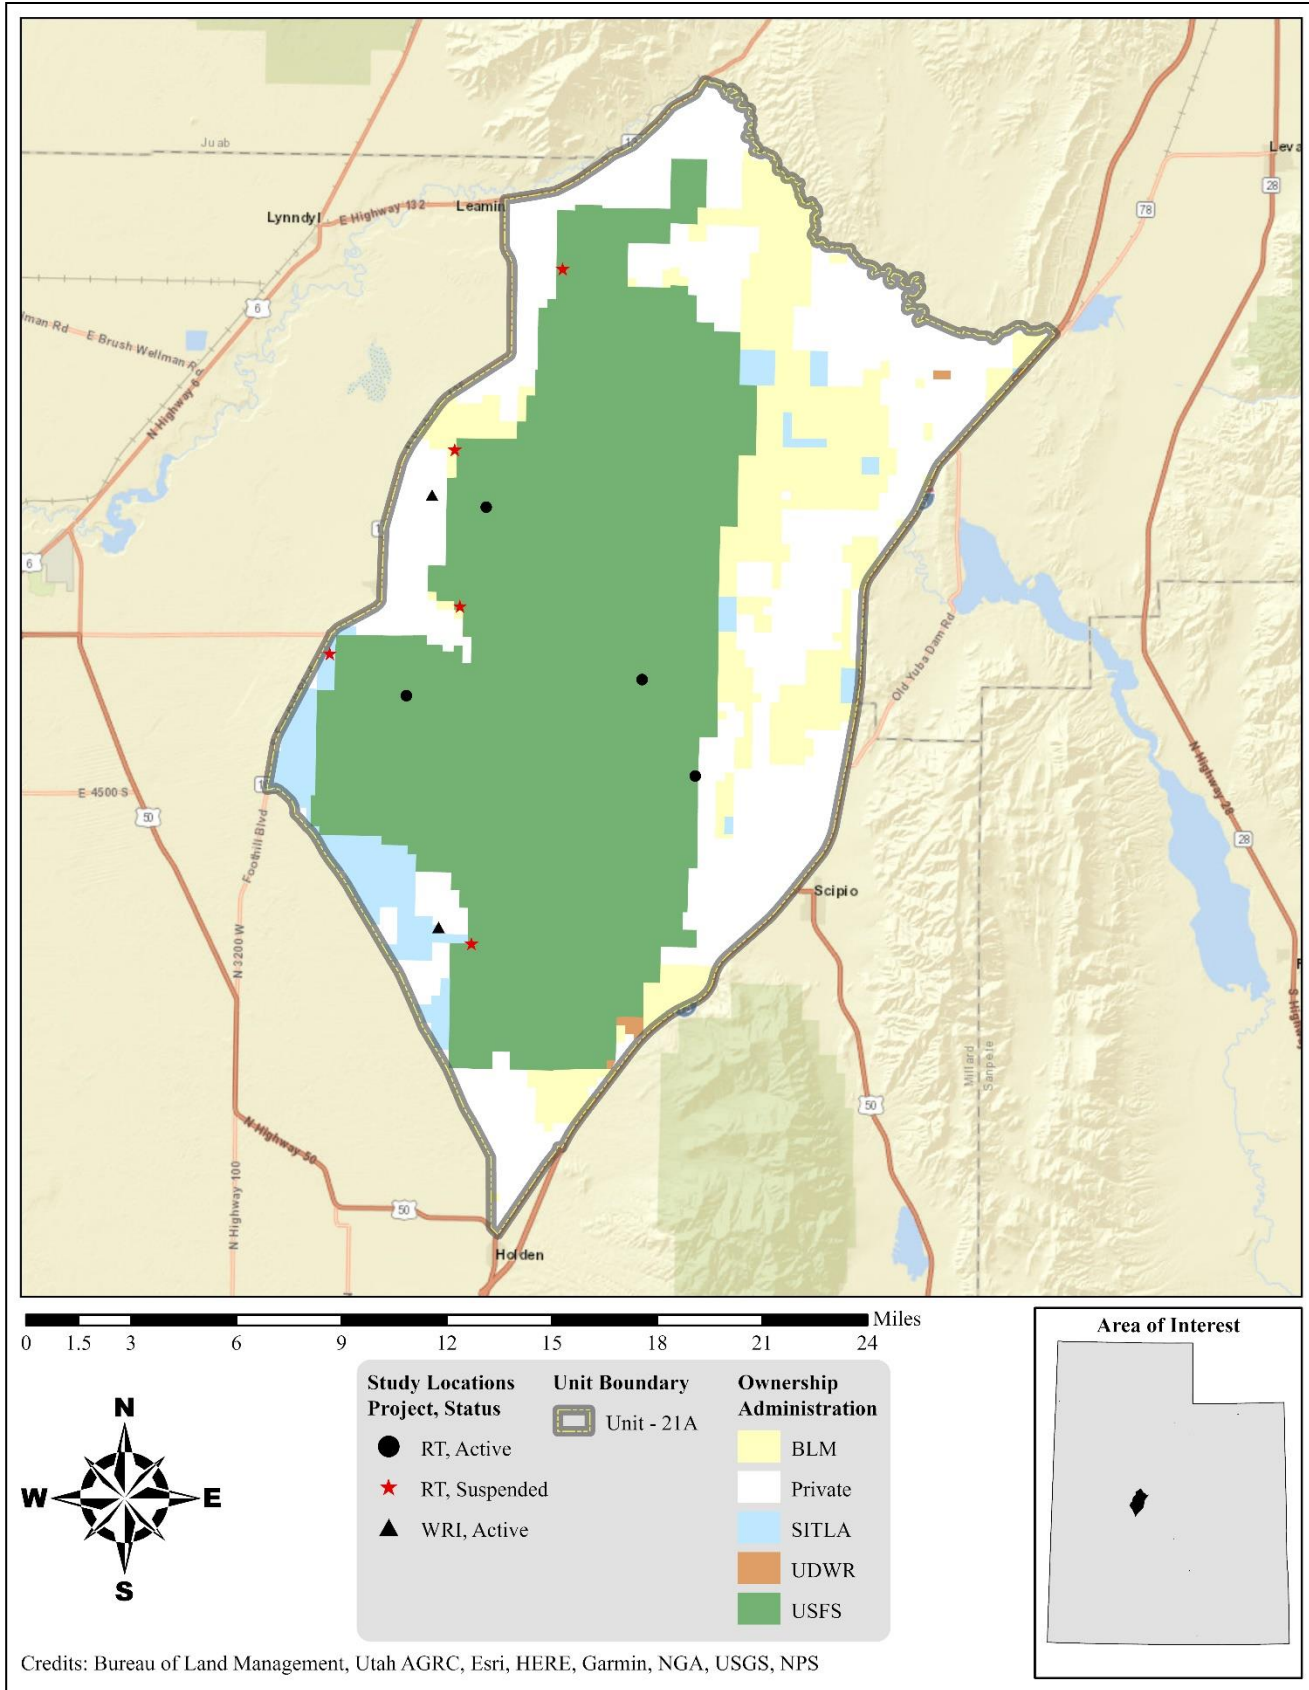 Juab
Leva
28
Lynndyl
E Highway 132
Leamin
78
6
lman Rd
E Brush Wellman Rd
N Highway 6
6
Old Yuba Dam Rd
N Highway 28
E 4500 S
50
Foothill Blvd
28
Scipio
N 3200 W
S Highway
Millard
Sanpete
50
N Highway 50
N Highway 100
50
Holden
Miles
0 1.5 3 6 9 12 15 18 21 24
Area of Interest
Study Locations
Project, Status
RT, Active
RT, Suspended
WRI, Active
Unit Boundary
Unit - 21A
Ownership
Administration
BLM
Private
SITLA
UDWR
USFS
N
W E
S
Credits: Bureau of Land Management, Utah AGRC, Esri, HERE, Garmin, NGA, USGS, NPS